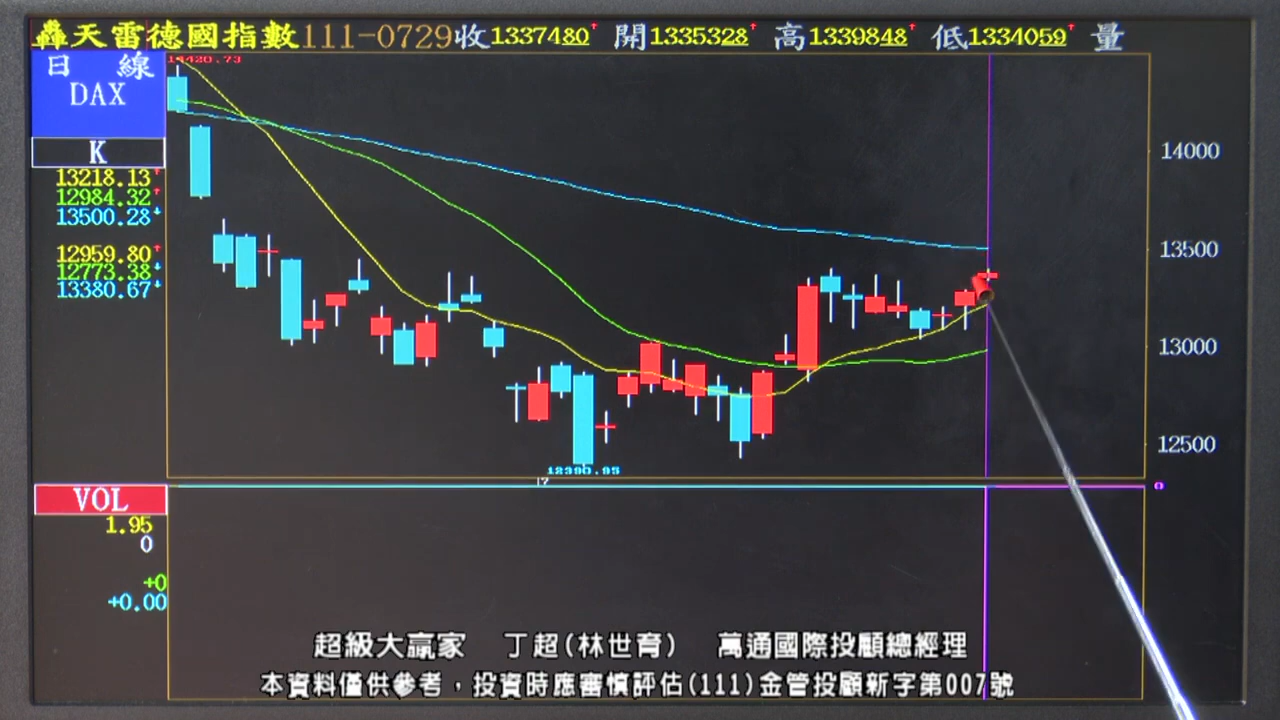 轟天雷德國指數111-0729收1337480↑ 開1335328↑ 高1339848↑ 低1334059↑ 量
日 線
DAX
14420.73
K
13218.13↑
12984.32↑
13500.28↓
12959.80↑
12773.38↓
13380.67↓
14000
13500
13000
12500
12390.95
7
VOL
1.95
0
+0
+0.00
0
超級大贏家 丁超(林世育) 萬通國際投顧總經理
本資料僅供參考,投資時應審慎評估(111)金管投顧新字第007號